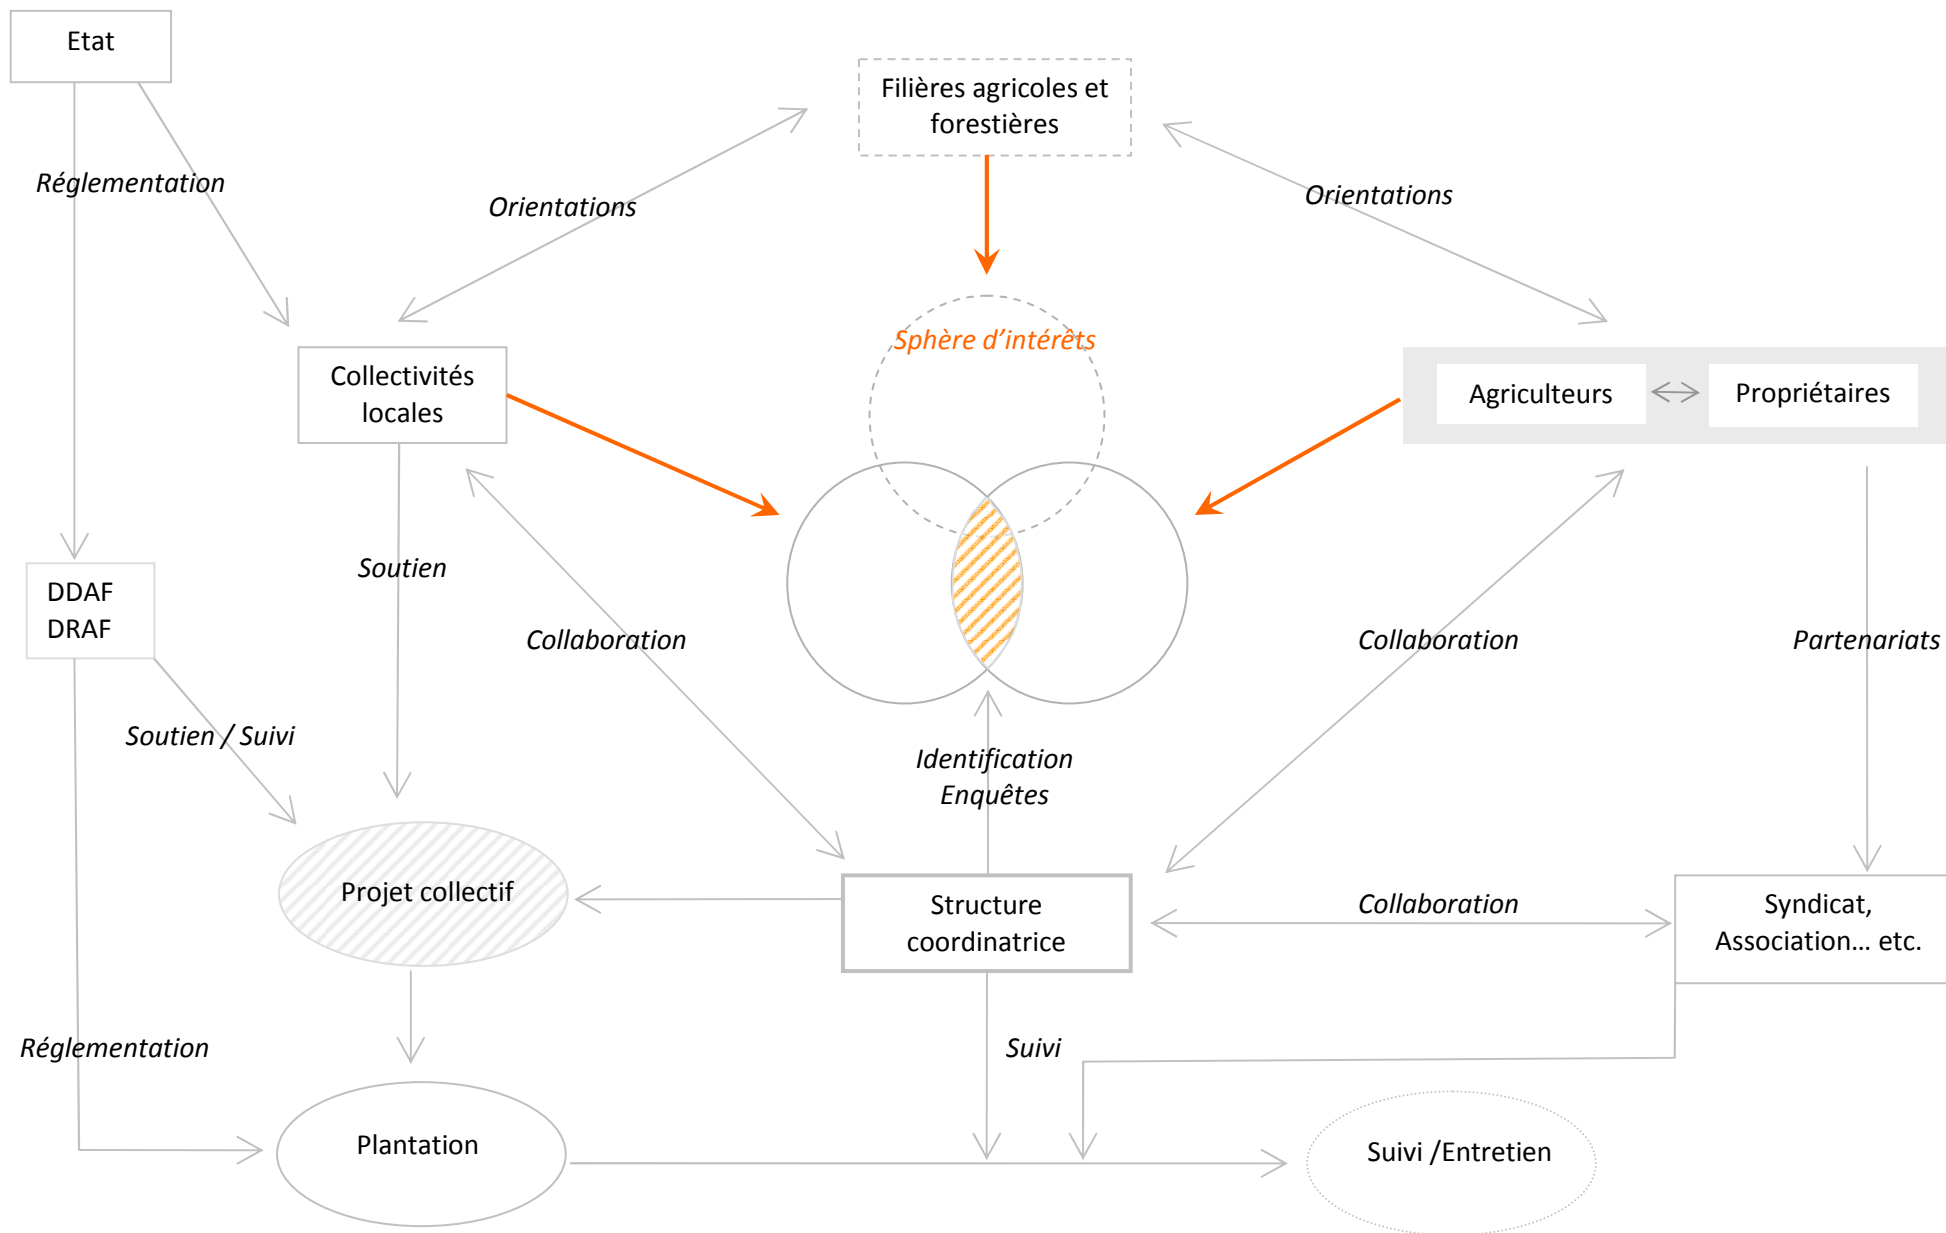 Etat
Filières agricoles et
forestières
Réglementation
Orientations
Orientations
Sphère d'intérêts
Collectivités
locales
Agriculteurs
Propriétaires
Soutien
DDAF
DRAF
Collaboration
Collaboration
Partenariats
Soutien / Suivi
Identification
Enquêtes
Projet collectif
Structure
coordinatrice
Collaboration
Syndicat,
Association... etc.
Réglementation
Suivi
Plantation
Suivi /Entretien